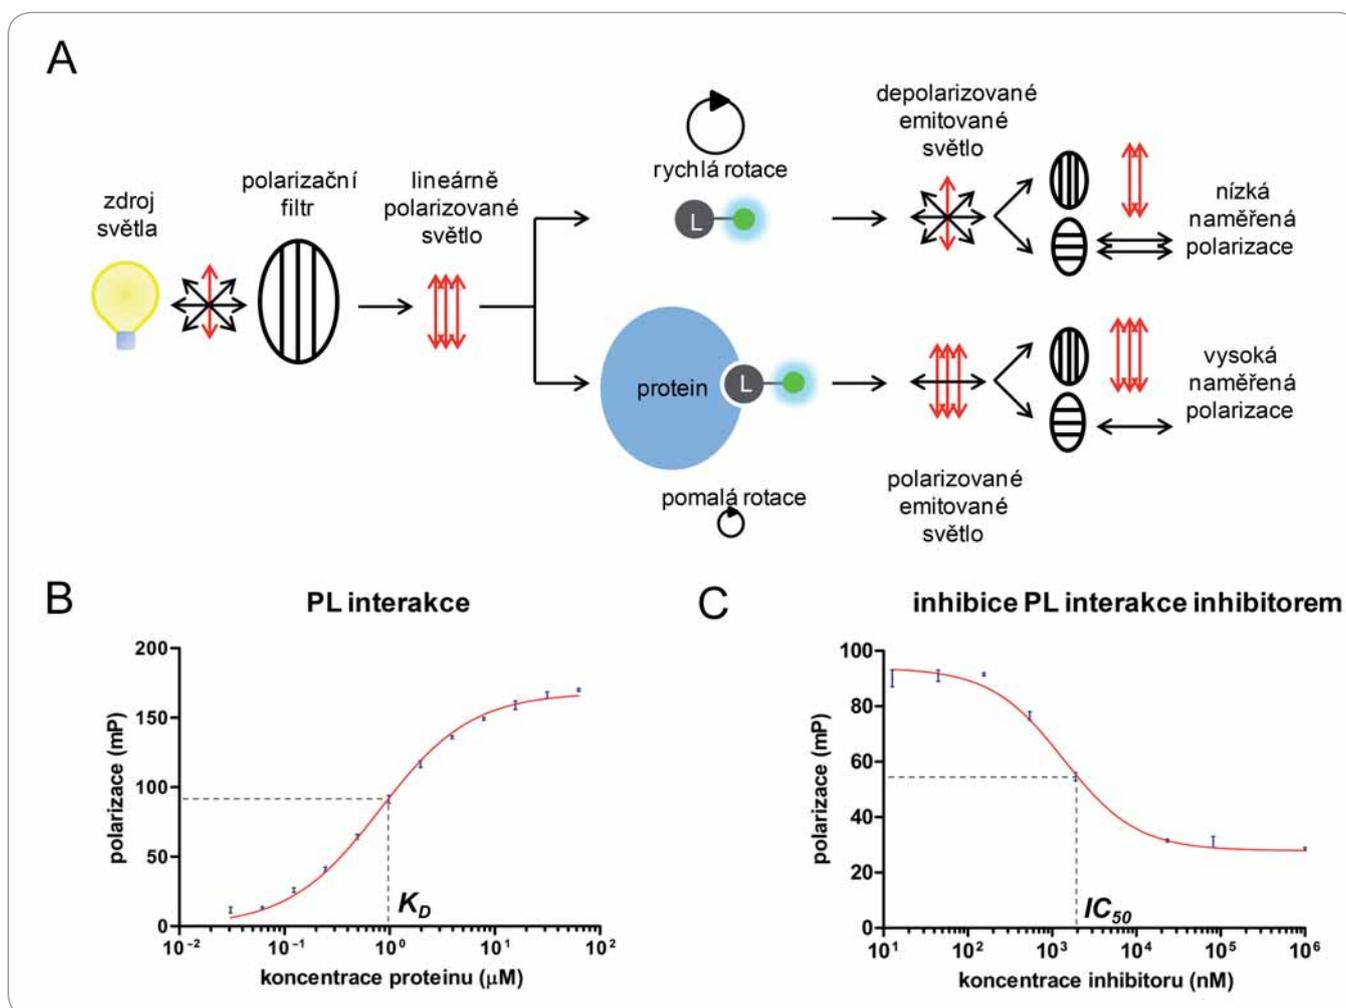 A
zdroj
světla
polarizační
filtr
lineárně
polarizované
světlo
rychlá rotace
L
depolarizované
emitované
světlo
nízká
naměřená
polarizace
protein
L
pomalá rotace
polarizované
emitované
světlo
vysoká
naměřená
polarizace
B
PL interakce
polarizace (mP)
200
150
100
50
0
K_D
10⁻² 10⁻¹ 10⁰ 10¹ 10²
koncentrace proteinu (μM)
C
inhibice PL interakce inhibitorem
polarizace (mP)
100
80
60
40
20
0
IC₅₀
10¹ 10² 10³ 10⁴ 10⁵ 10⁶
koncentrace inhibitoru (nM)